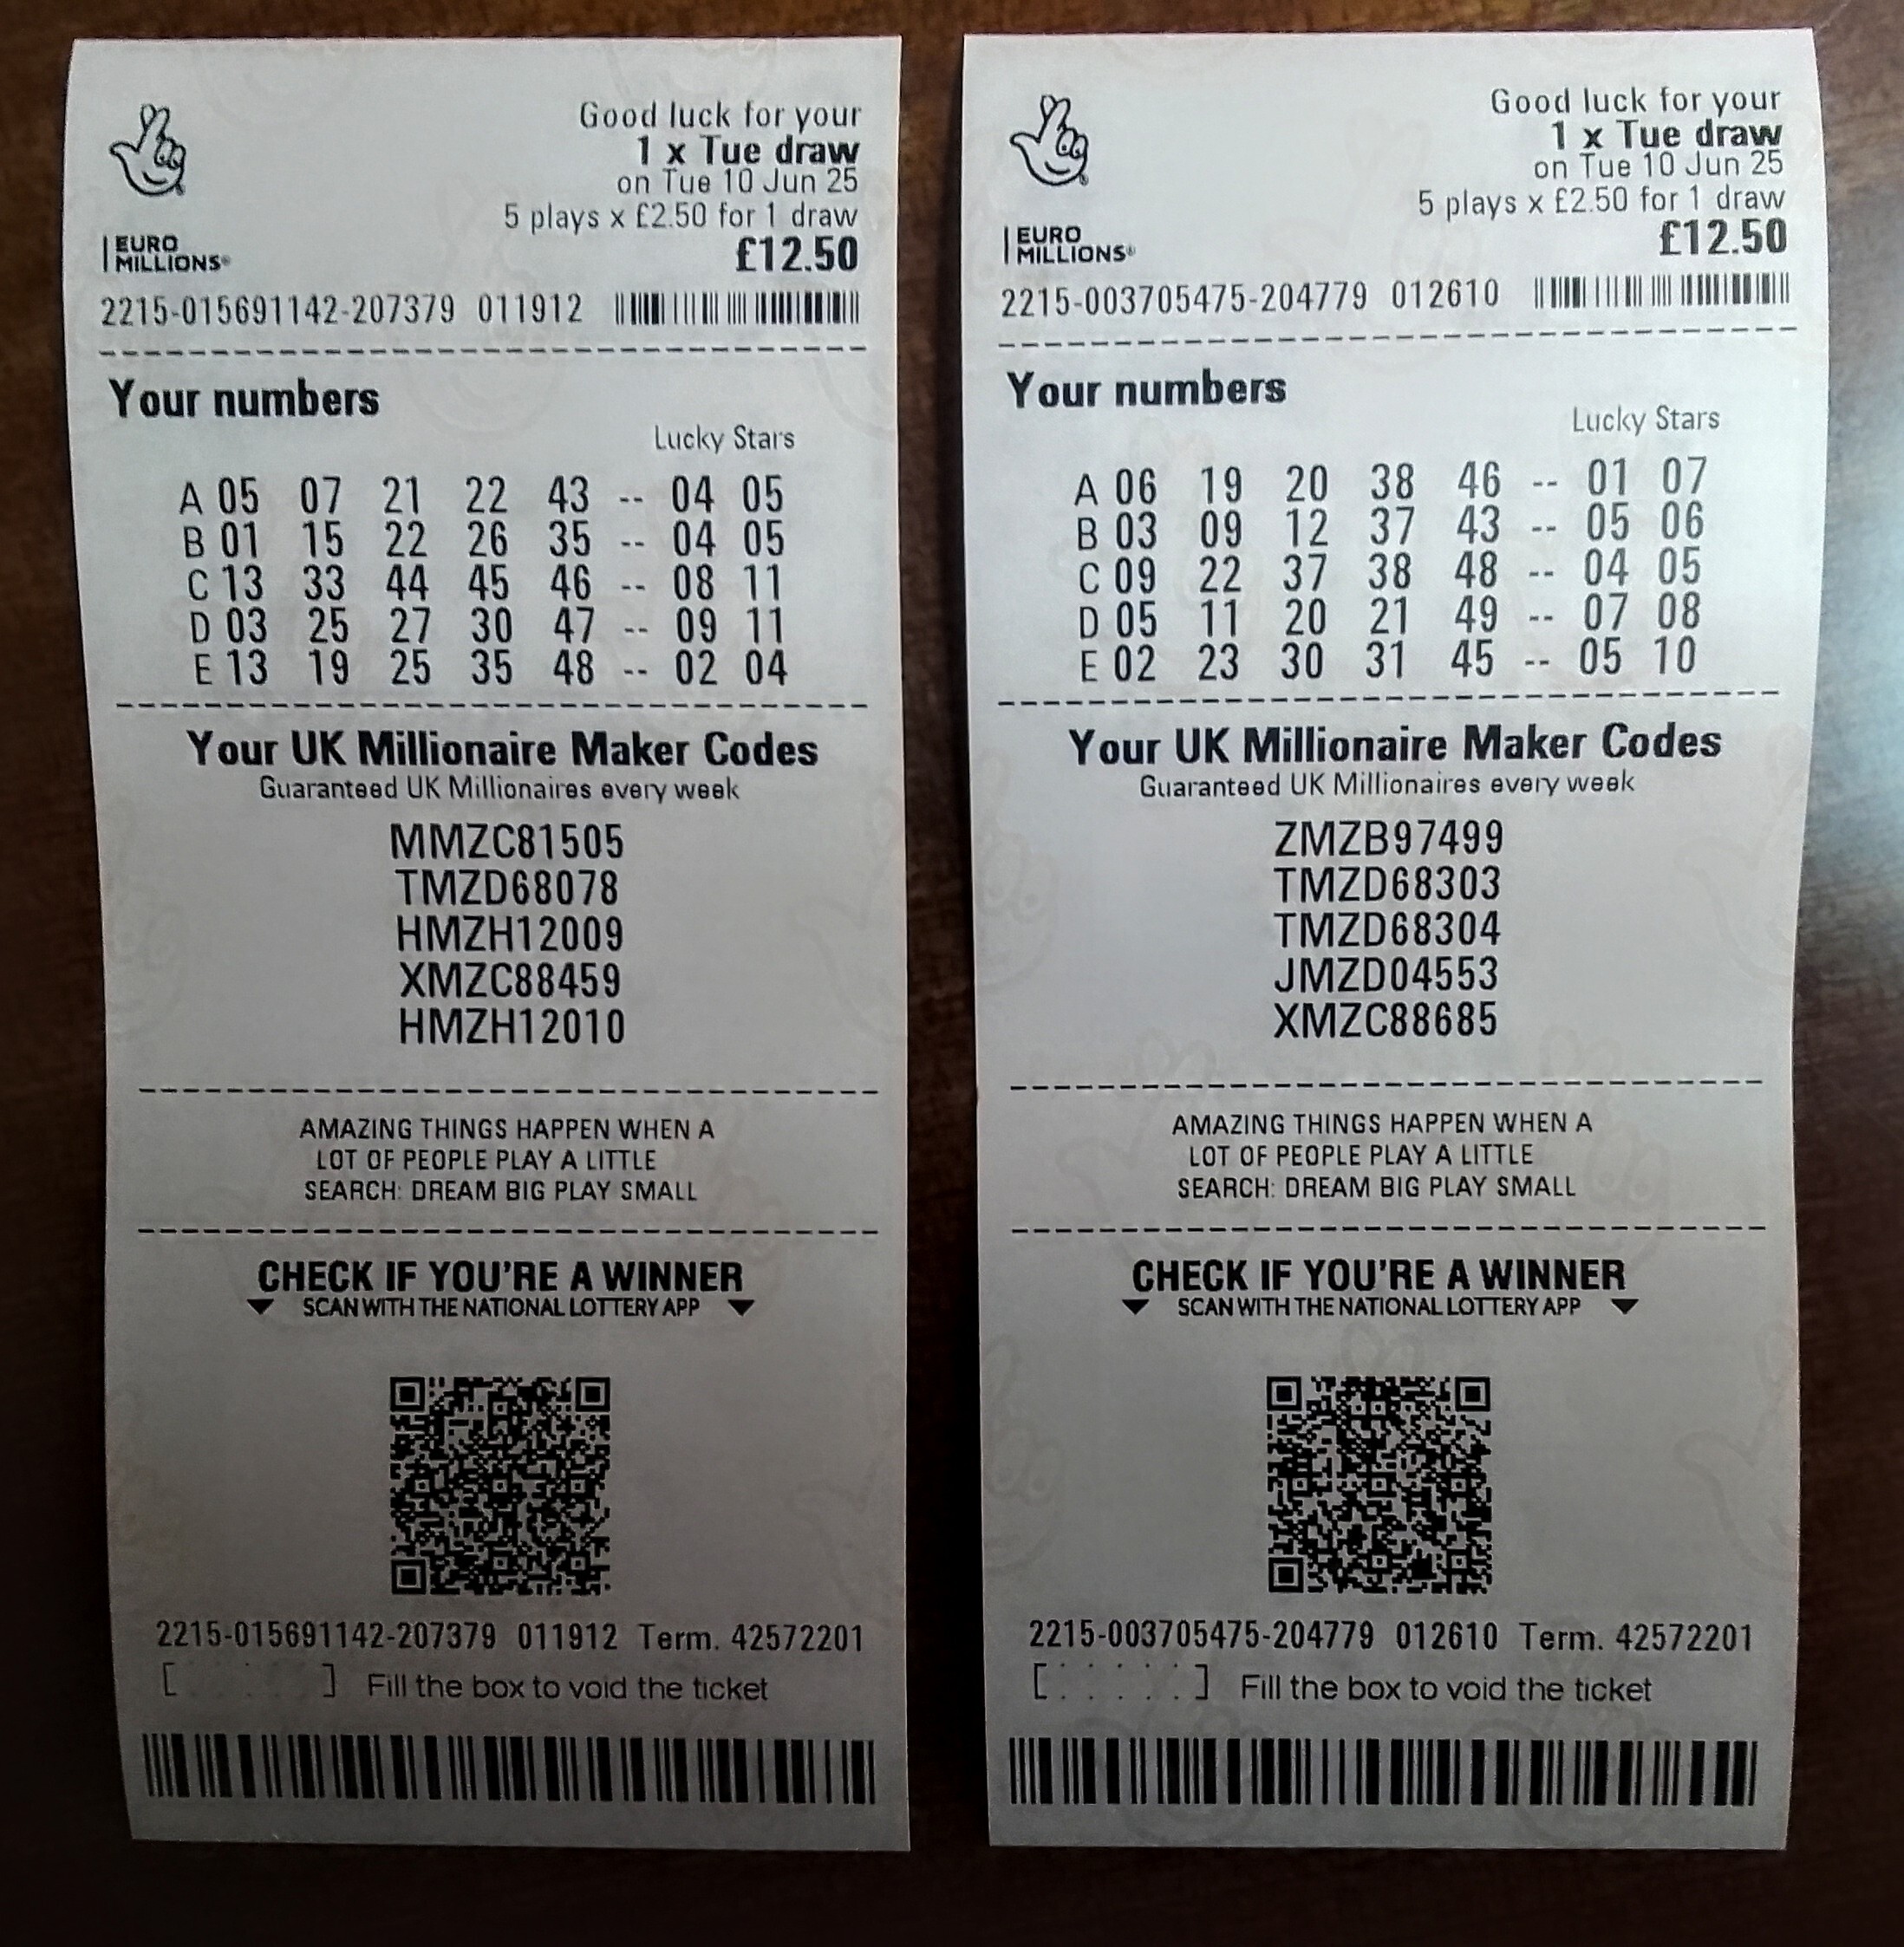 Good luck for your
1 x Tue draw
on Tue 10 Jun 25
5 plays x £2.50 for 1 draw
EURO
MILLIONS®
£12.50
2215-015691142-207379 011912
Your numbers
Lucky Stars
A 05 07 21 22 43 -- 04 05
B 01 15 22 26 35 -- 04 05
C 13 33 44 45 46 -- 08 11
D 03 25 27 30 47 -- 09 11
E 13 19 25 35 48 -- 02 04
Your UK Millionaire Maker Codes
Guaranteed UK Millionaires every week
MMZC81505
TMZD68078
HMZH12009
XMZC88459
HMZH12010
AMAZING THINGS HAPPEN WHEN A
LOT OF PEOPLE PLAY A LITTLE
SEARCH: DREAM BIG PLAY SMALL
CHECK IF YOU'RE A WINNER
SCAN WITH THE NATIONAL LOTTERY APP
2215-015691142-207379 011912 Term. 42572201
[ ] Fill the box to void the ticket
Good luck for your
1 x Tue draw
on Tue 10 Jun 25
5 plays x £2.50 for 1 draw
EURO
MILLIONS®
£12.50
2215-003705475-204779 012610
Your numbers
Lucky Stars
A 06 19 20 38 46 -- 01 07
B 03 09 12 37 43 -- 05 06
C 09 22 37 38 48 -- 04 05
D 05 11 20 21 49 -- 07 08
E 02 23 30 31 45 -- 05 10
Your UK Millionaire Maker Codes
Guaranteed UK Millionaires every week
ZMZB97499
TMZD68303
TMZD68304
JMZD04553
XMZC88685
AMAZING THINGS HAPPEN WHEN A
LOT OF PEOPLE PLAY A LITTLE
SEARCH: DREAM BIG PLAY SMALL
CHECK IF YOU'RE A WINNER
SCAN WITH THE NATIONAL LOTTERY APP
2215-003705475-204779 012610 Term. 42572201
[ ] Fill the box to void the ticket